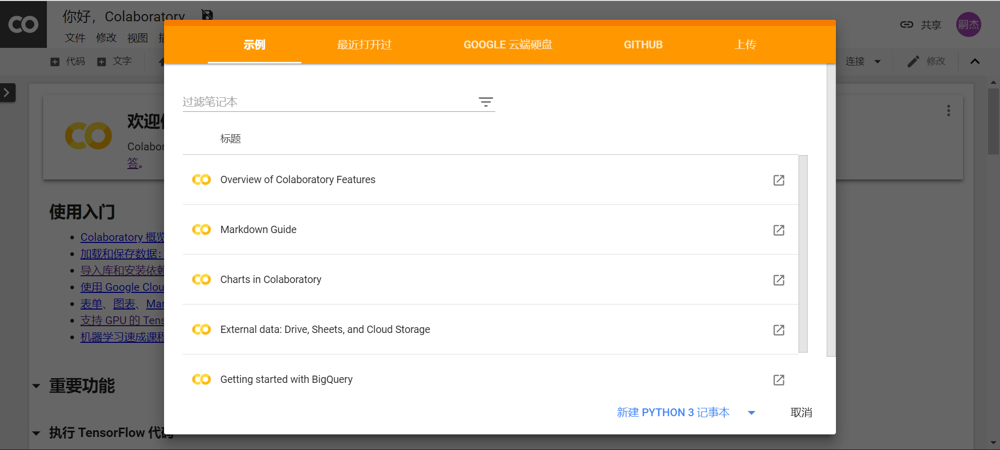 你好，Colaboratory
文件 修改 视图
共享
嗣杰
代码 文字
连接 修改
示例 最近打开过 GOOGLE 云端硬盘 GITHUB 上传
过滤笔记本
标题
Overview of Colaboratory Features
Markdown Guide
Charts in Colaboratory
External data: Drive, Sheets, and Cloud Storage
Getting started with BigQuery
新建 PYTHON 3 记事本 取消
欢迎
Colabor
答。
使用入门
Colaboratory 概览
加载和保存数据：
导入库和安装依赖
使用 Google Clou
表单、图表、Mar
支持 GPU 的 Tens
机器学习速成课程
重要功能
执行 TensorFlow 代码